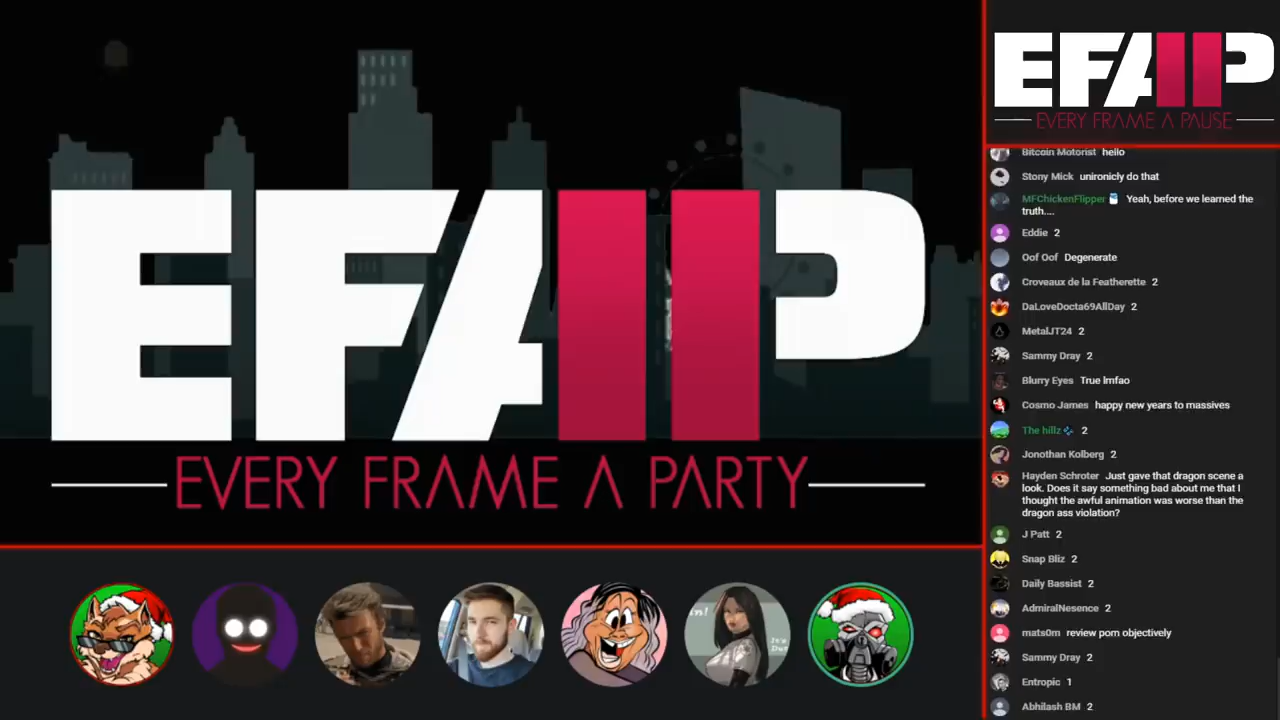 EFAP
EVERY FRAME A PARTY
EFAP
EVERY FRAME A PAUSE
Bitcoin Motorist hello
Stony Mick unironicly do that
MFChickenFlipper Yeah, before we learned the
truth....
Eddie 2
Oof Oof Degenerate
Croveaux de la Featherette 2
DaLoveDocta69AllDay 2
MetalJT24 2
Sammy Dray 2
Blurry Eyes True lmfao
Cosmo James happy new years to massives
The hillz 2
Jonothan Kolberg 2
Hayden Schroter Just gave that dragon scene a
look. Does it say something bad about me that I
thought the awful animation was worse than the
dragon ass violation?
J Patt 2
Snap Bliz 2
Daily Bassist 2
AdmiralNesence 2
mats0m review porn objectively
Sammy Dray 2
Entropic 1
Abhilash BM 2